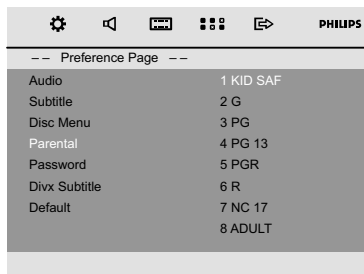 PHILIPS
–– Preference Page ––
Audio 1 KID SAF
Subtitle 2 G
Disc Menu 3 PG
Parental 4 PG 13
Password 5 PGR
Divx Subtitle 6 R
Default 7 NC 17
8 ADULT